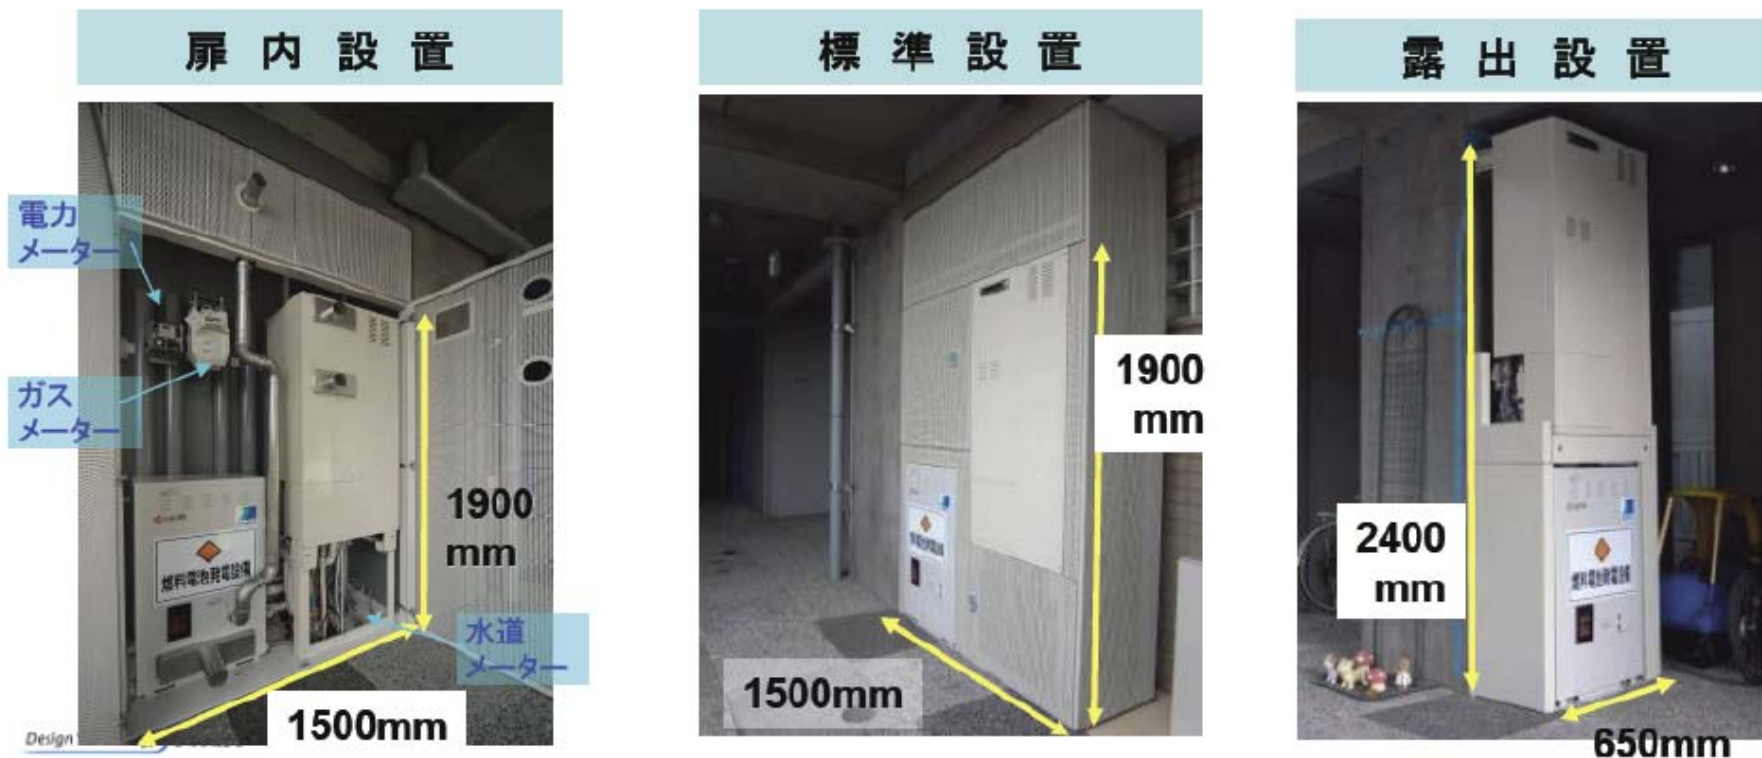 扉内設置
標準設置
露出設置
電力
メーター
ガス
メーター
1900
mm
水道
メーター
1500mm
燃料電池発電設備
Design
1900
mm
1500mm
2400
mm
燃料電池発電設備
650mm